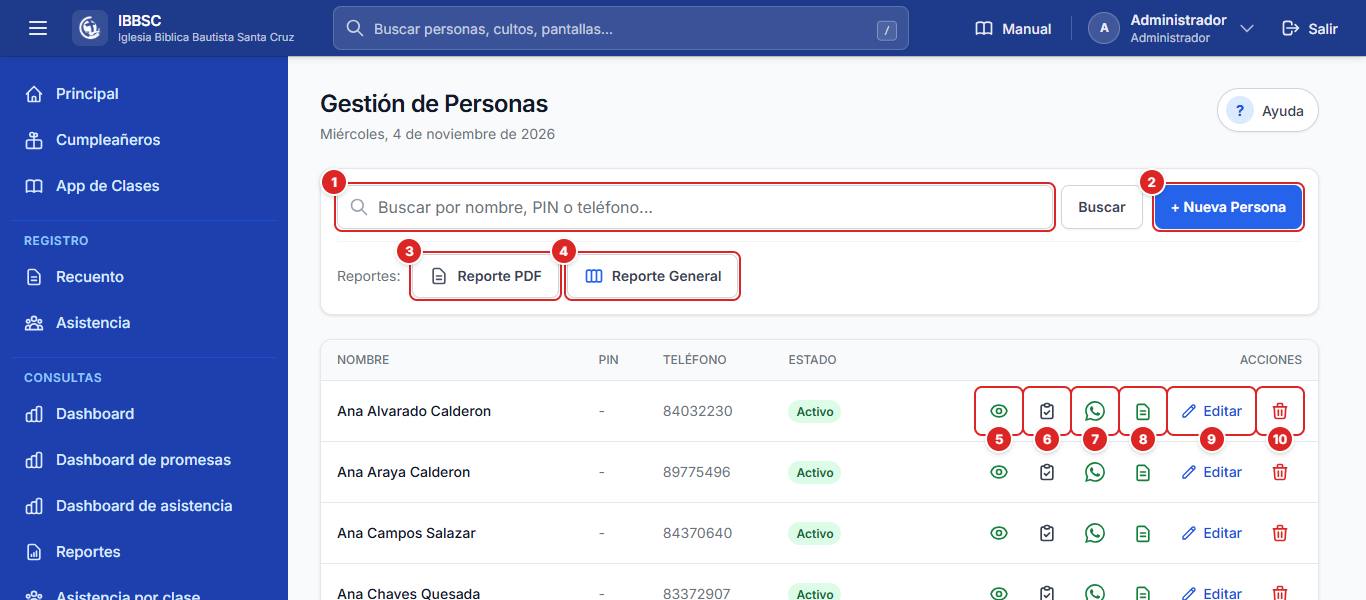 IBBSC
Iglesia Bíblica Bautista Santa Cruz
Buscar personas, cultos, pantallas...
/
Manual
A
Administrador
Administrador
Salir
Principal
Cumpleañeros
App de Clases
REGISTRO
Recuento
Asistencia
CONSULTAS
Dashboard
Dashboard de promesas
Dashboard de asistencia
Reportes
Asistencia por clase
Gestión de Personas
Miércoles, 4 de noviembre de 2026
? Ayuda
1
Buscar por nombre, PIN o teléfono...
Buscar
2
+ Nueva Persona
Reportes:
3
Reporte PDF
4
Reporte General
NOMBRE PIN TELÉFONO ESTADO ACCIONES
Ana Alvarado Calderon - 84032230 Activo Editar
5 6 7 8 9 10
Ana Araya Calderon - 89775496 Activo Editar
Ana Campos Salazar - 84370640 Activo Editar
Ana Chaves Quesada - 83372907 Activo Editar